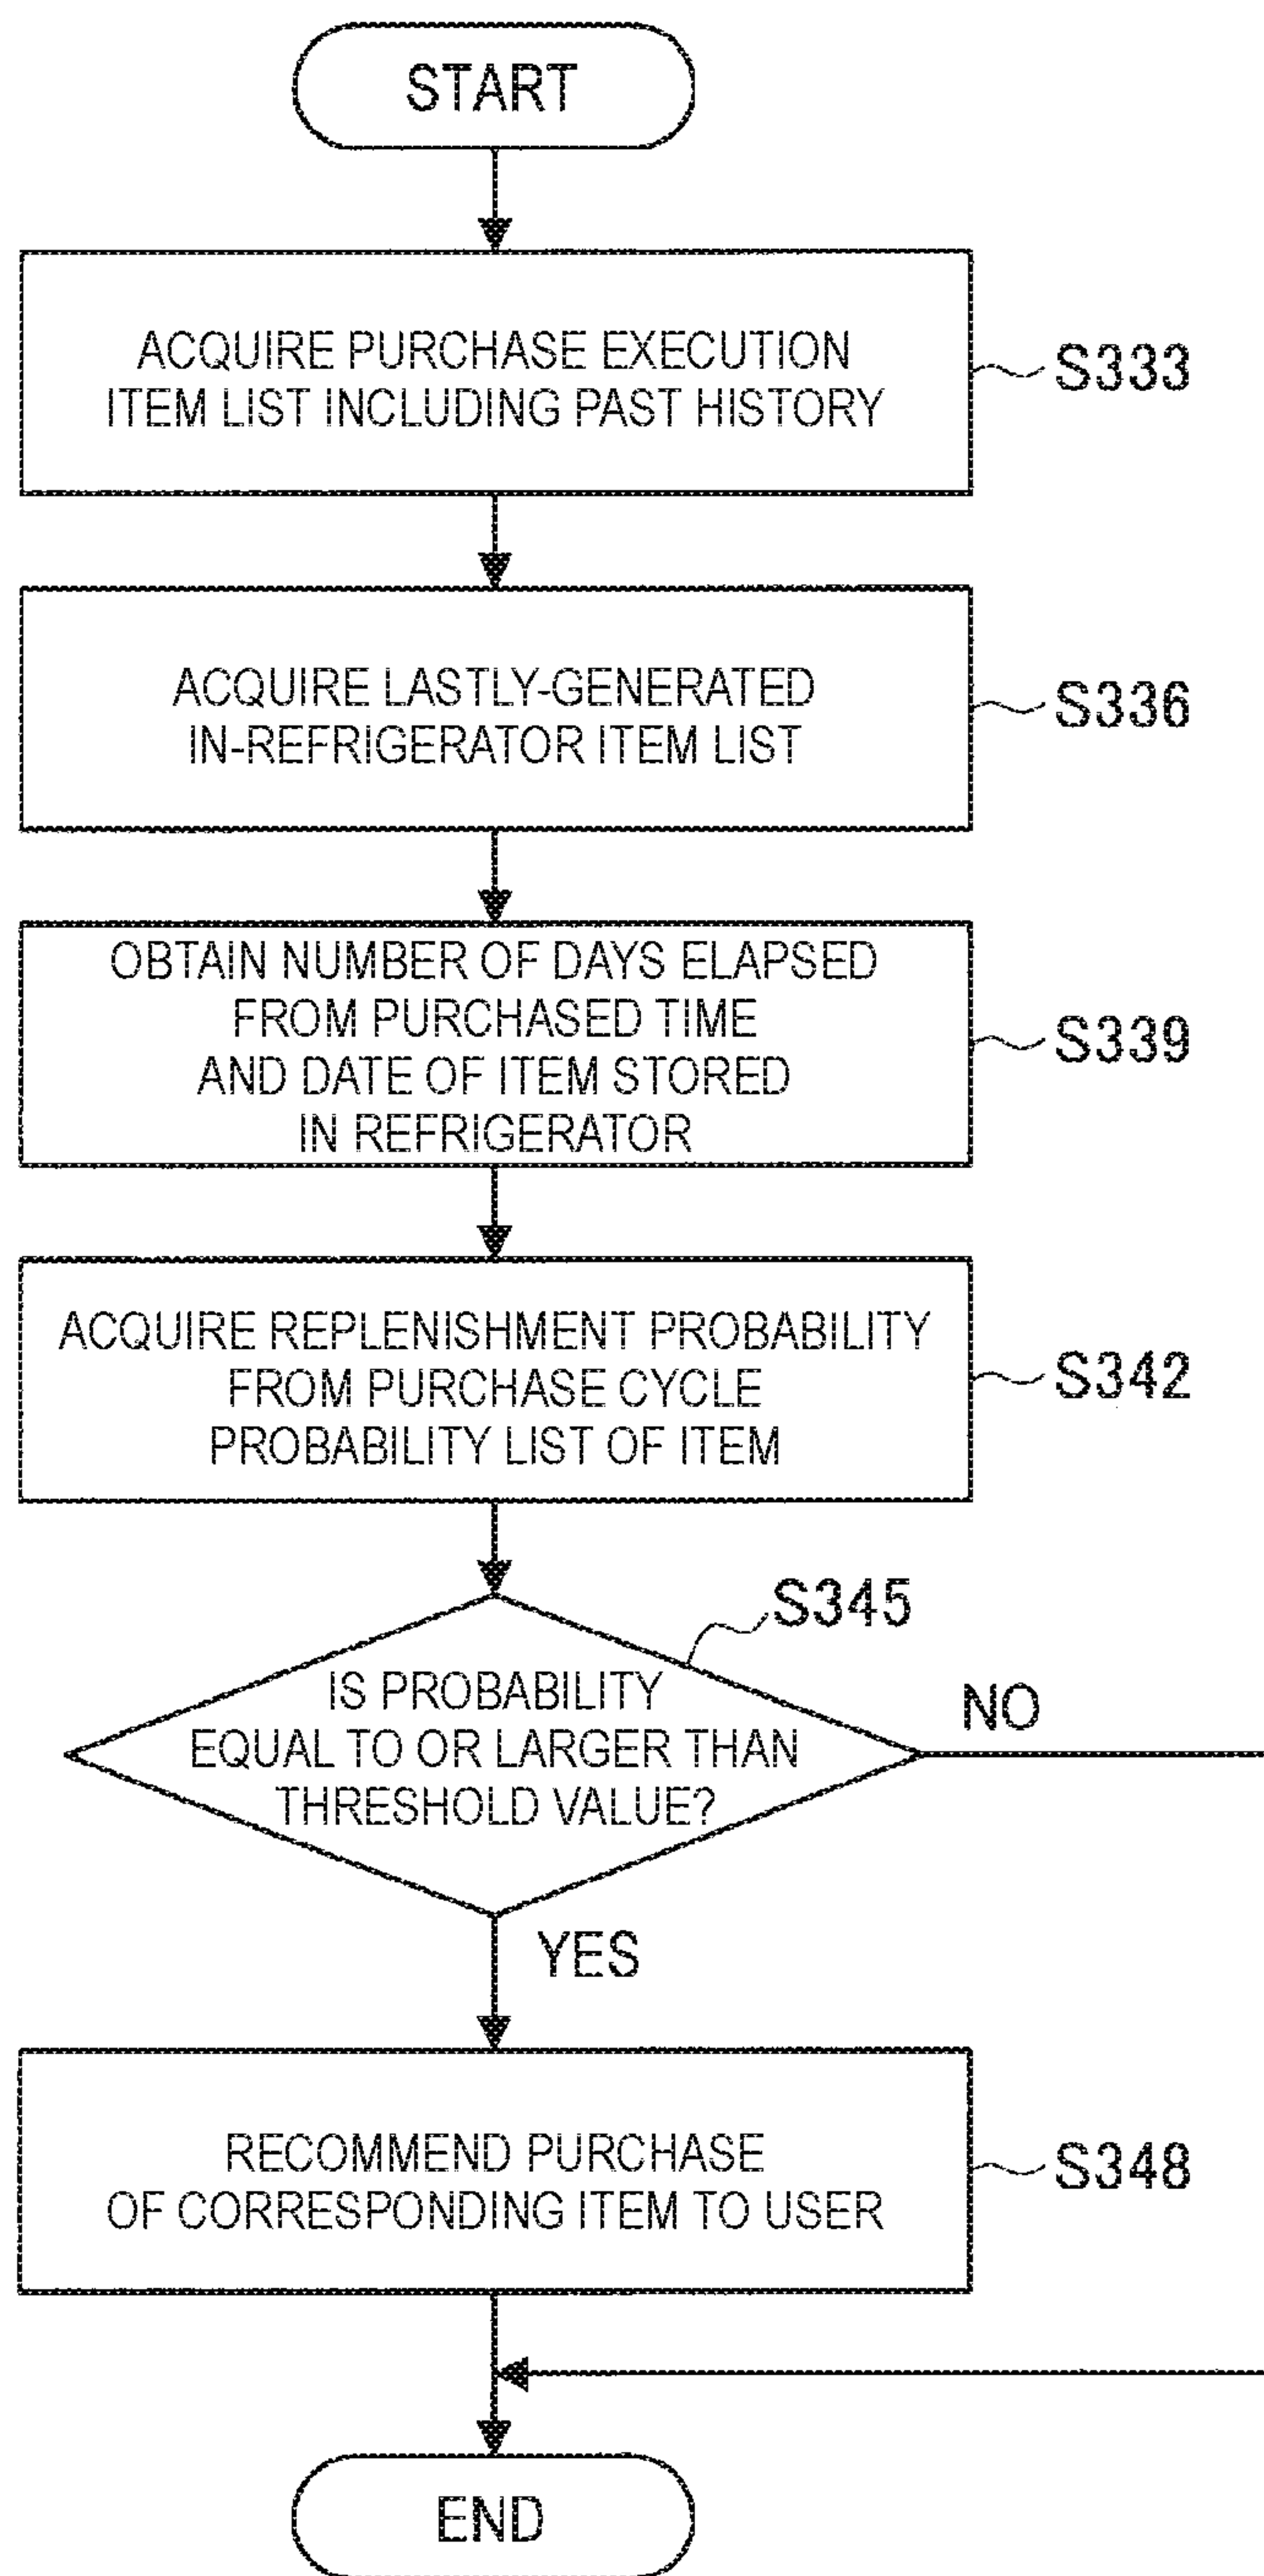 START
ACQUIRE PURCHASE EXECUTION
ITEM LIST INCLUDING PAST HISTORY
S333
ACQUIRE LASTLY-GENERATED
IN-REFRIGERATOR ITEM LIST
S336
OBTAIN NUMBER OF DAYS ELAPSED
FROM PURCHASED TIME
AND DATE OF ITEM STORED
IN REFRIGERATOR
S339
ACQUIRE REPLENISHMENT PROBABILITY
FROM PURCHASE CYCLE
PROBABILITY LIST OF ITEM
S342
S345
IS PROBABILITY
EQUAL TO OR LARGER THAN
THRESHOLD VALUE?
NO
YES
RECOMMEND PURCHASE
OF CORRESPONDING ITEM TO USER
S348
END